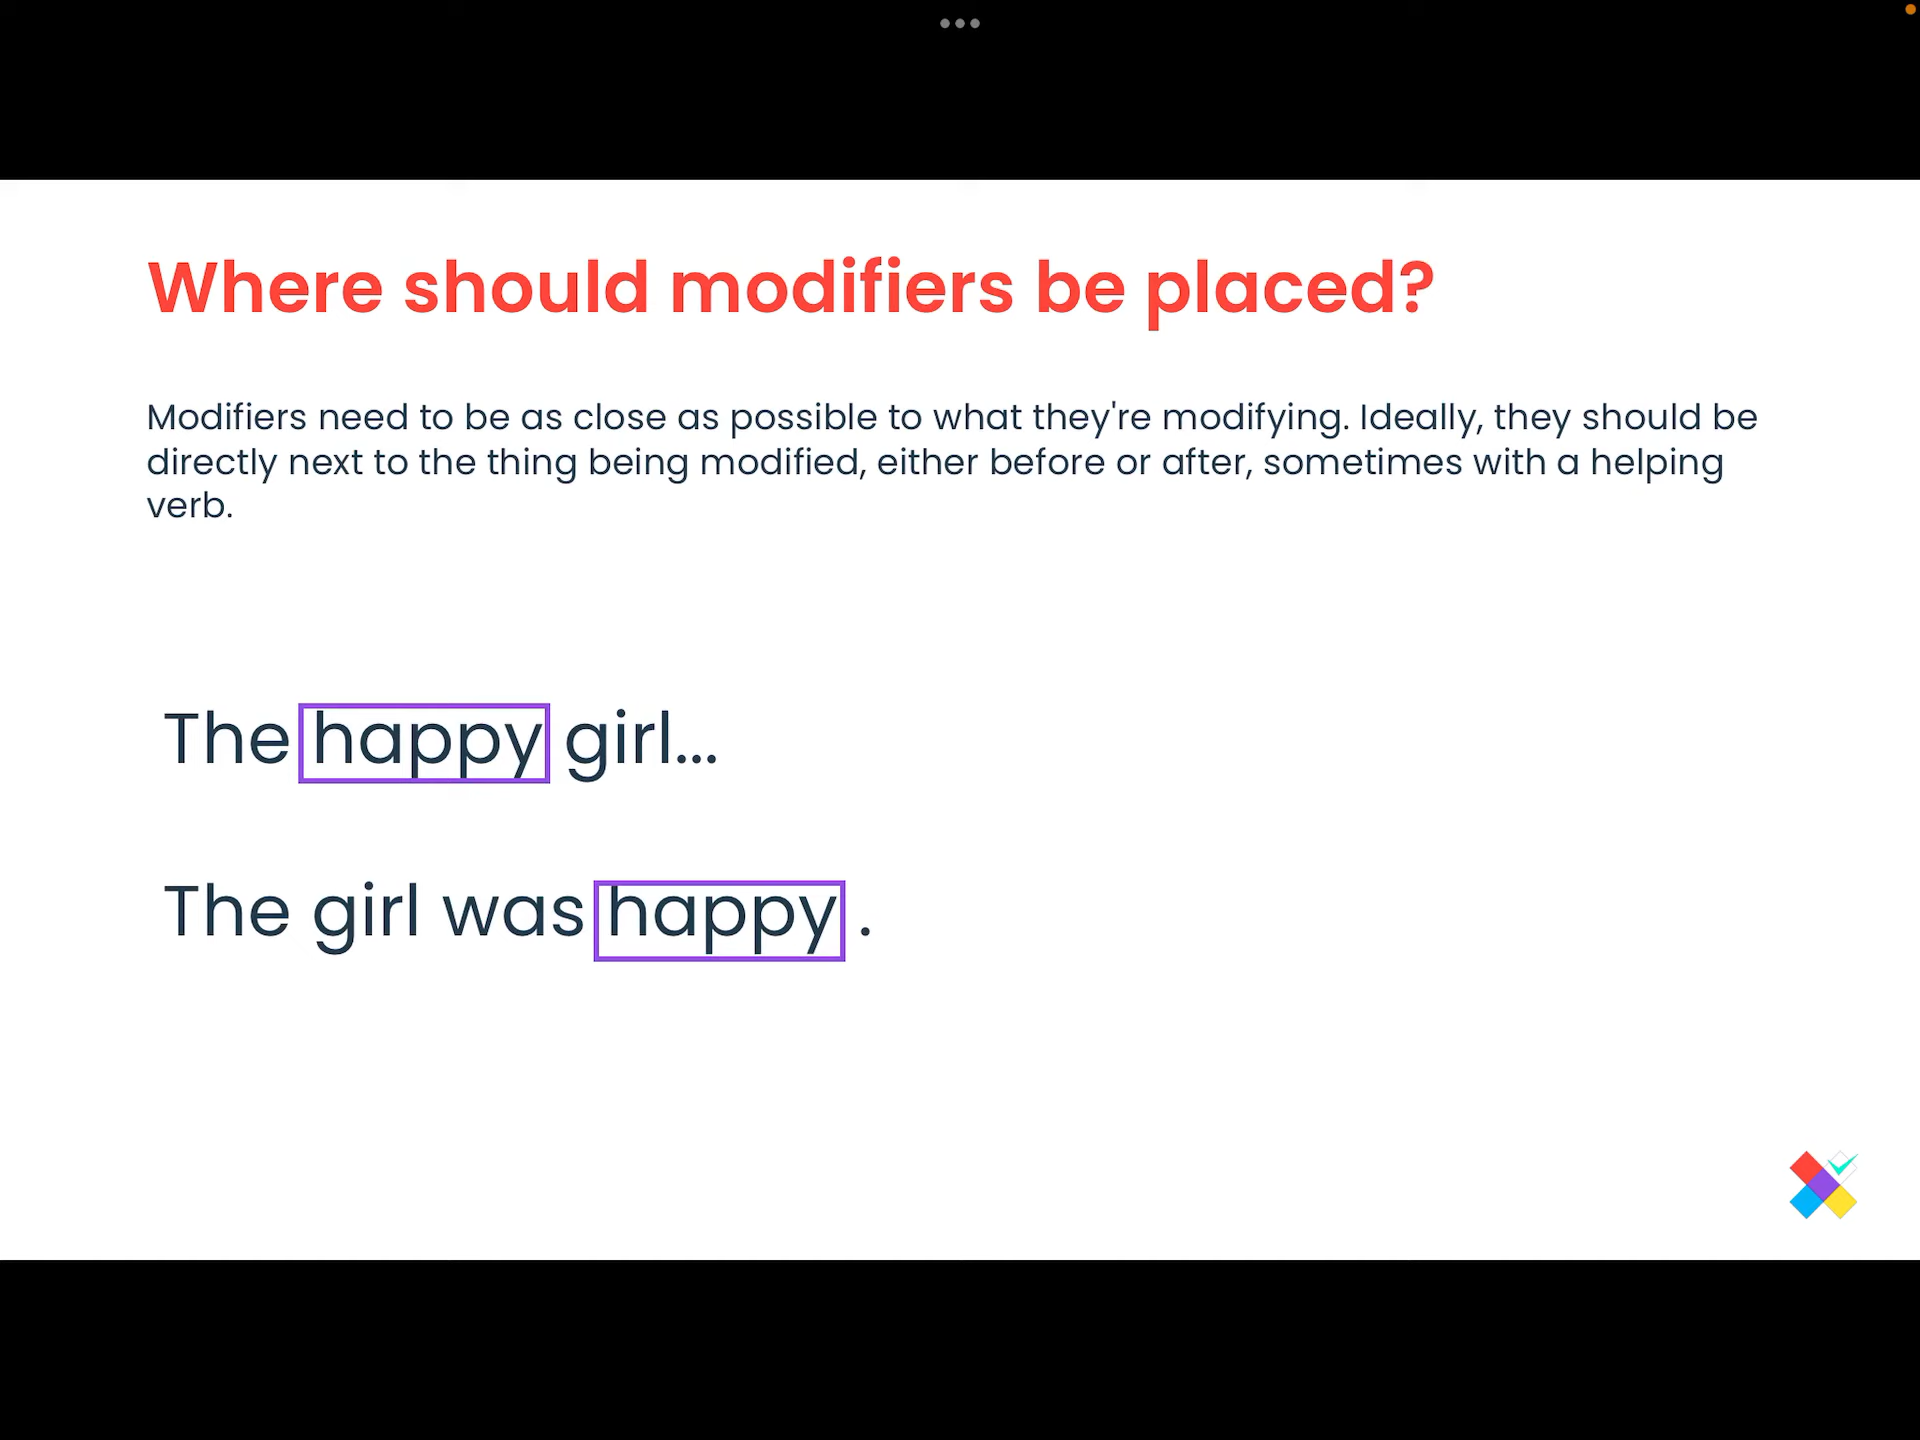 Where should modifiers be placed?
Modifiers need to be as close as possible to what they're modifying. Ideally, they should be
directly next to the thing being modified, either before or after, sometimes with a helping
verb.
The happy girl...
The girl was happy .